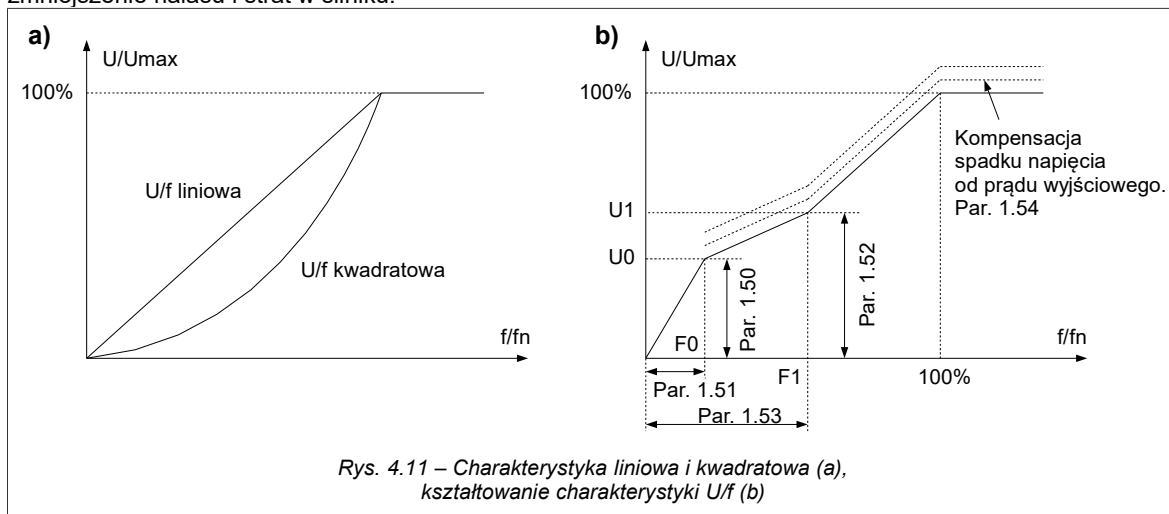 zmniejszenie hałasu i strat w silniku.
a)
U/Umax
100%
U/f liniowa
U/f kwadratowa
f/fn
b)
U/Umax
100%
Kompensacja
spadku napięcia
od prądu wyjściowego.
Par. 1.54
U1
U0
Par. 1.50
Par. 1.52
f/fn
F0
F1
100%
Par. 1.51
Par. 1.53
Rys. 4.11 – Charakterystyka liniowa i kwadratowa (a),
kształtowanie charakterystyki U/f (b)